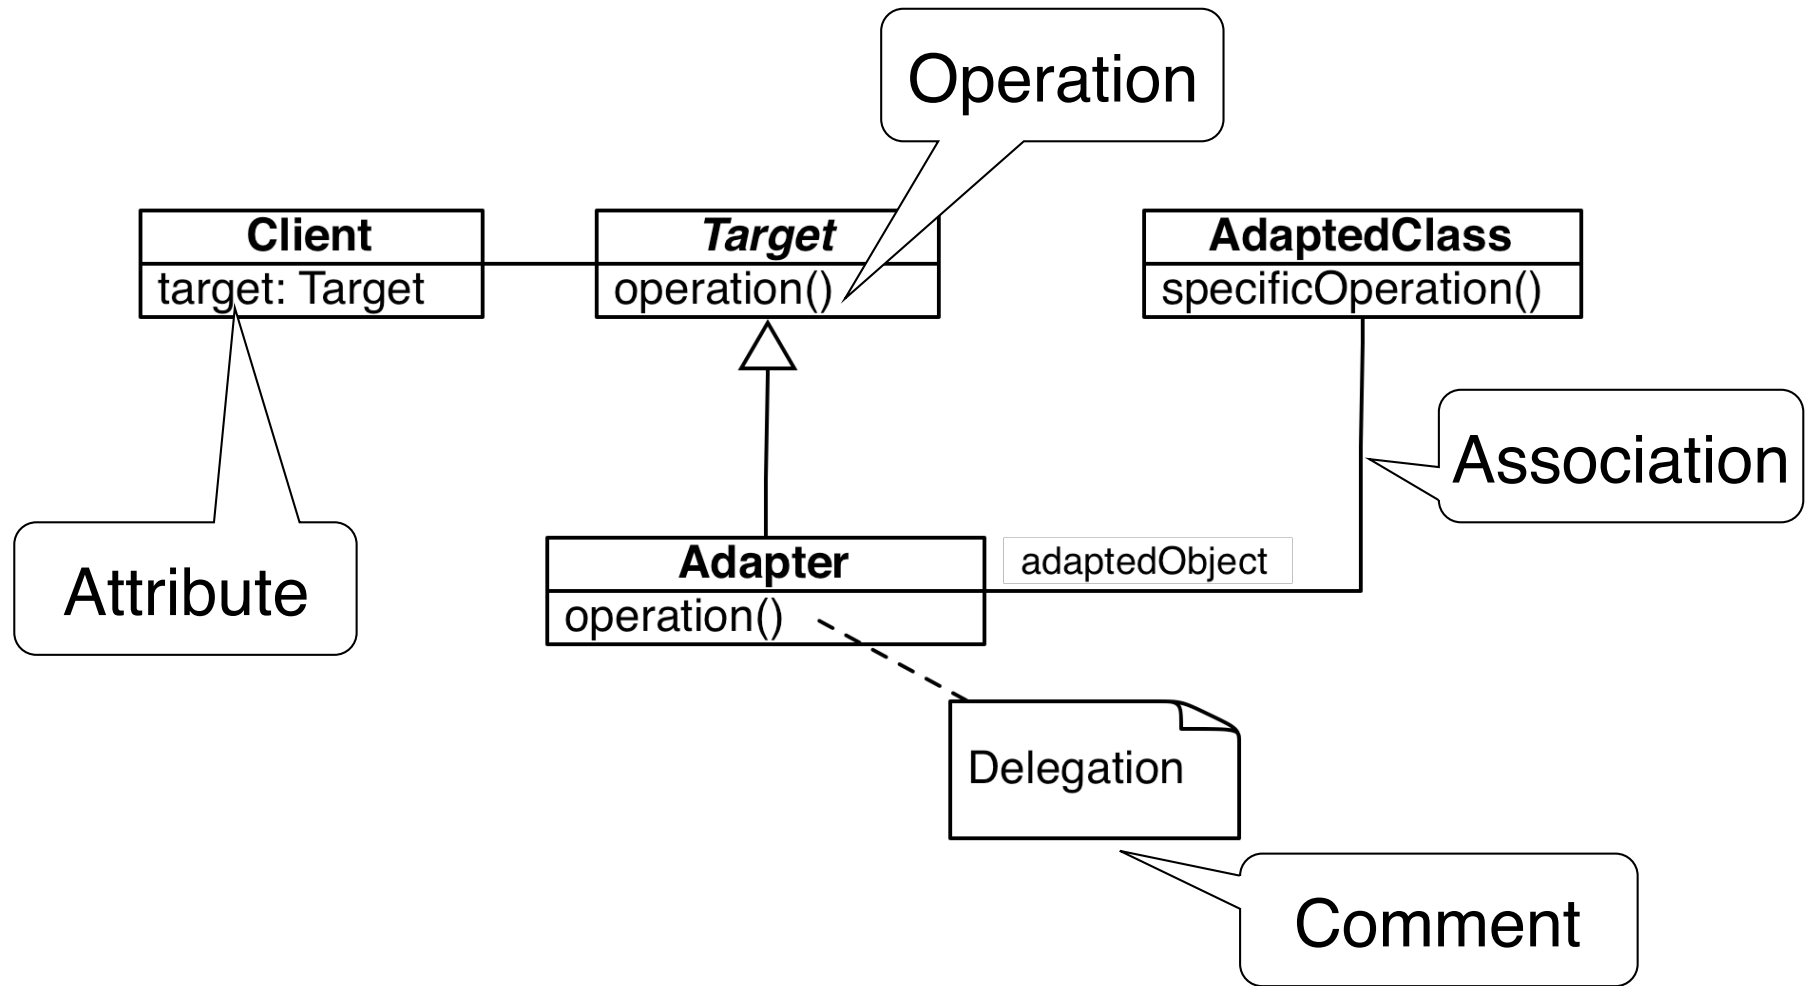 Operation
Client
target: Target
Target
operation()
AdaptedClass
specificOperation()
Association
Attribute
Adapter
operation()
adaptedObject
Delegation
Comment